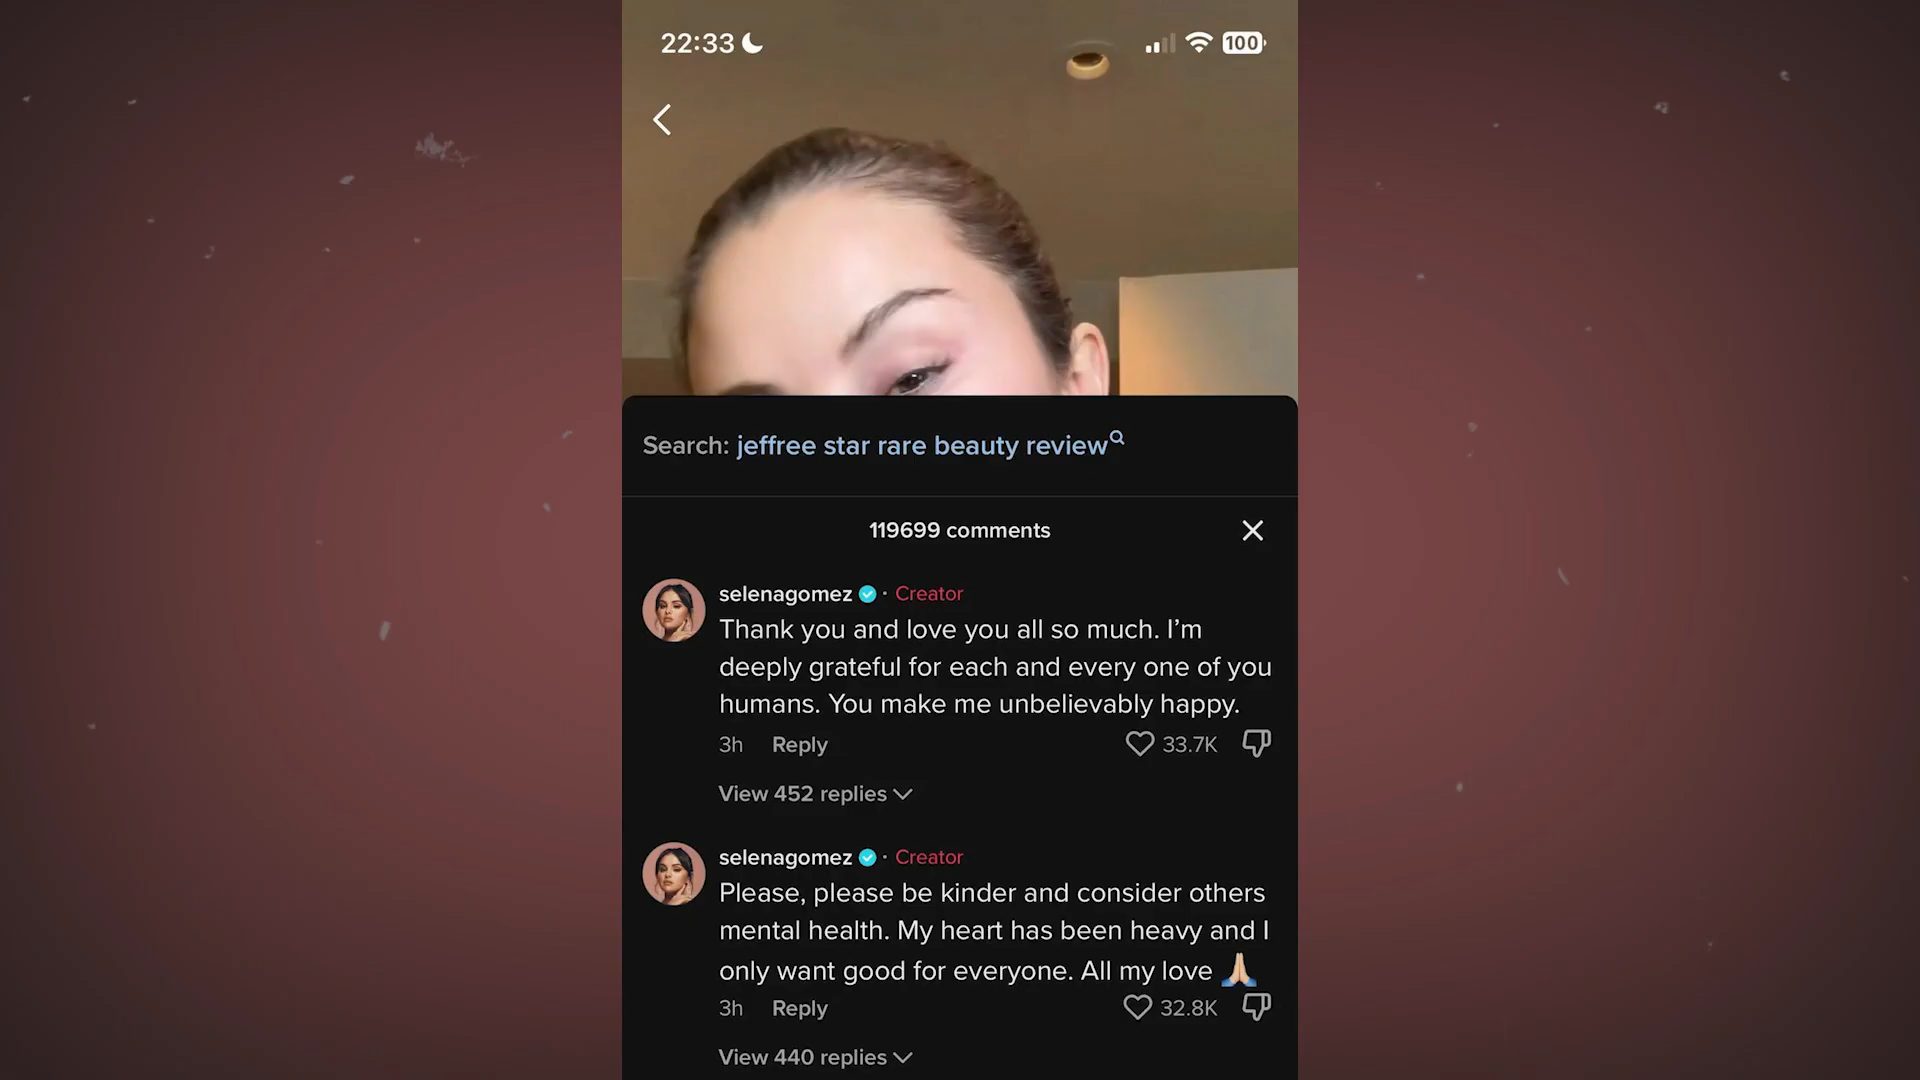 22:33
100
Search: jeffree star rare beauty review
119699 comments
selenagomez · Creator
Thank you and love you all so much. I’m
deeply grateful for each and every one of you
humans. You make me unbelievably happy.
3h Reply 33.7K
View 452 replies
selenagomez · Creator
Please, please be kinder and consider others
mental health. My heart has been heavy and I
only want good for everyone. All my love 🙏🏻
3h Reply 32.8K
View 440 replies